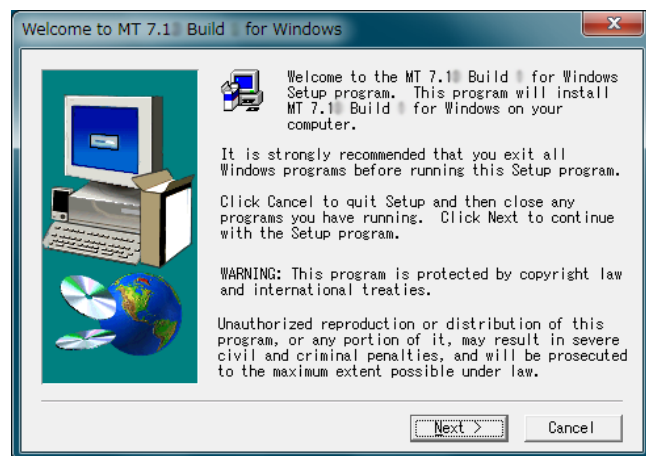 Welcome to MT 7.1 Build for Windows
Welcome to the MT 7.1 Build for Windows
Setup program. This program will install
MT 7.1 Build for Windows on your
computer.
It is strongly recommended that you exit all
Windows programs before running this Setup program.
Click Cancel to quit Setup and then close any
programs you have running. Click Next to continue
with the Setup program.
WARNING: This program is protected by copyright law
and international treaties.
Unauthorized reproduction or distribution of this
program, or any portion of it, may result in severe
civil and criminal penalties, and will be prosecuted
to the maximum extent possible under law.
Next > Cancel